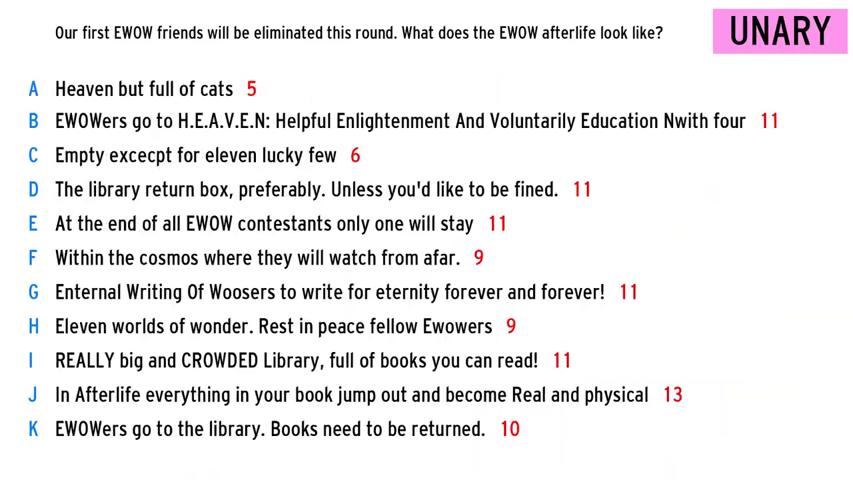 Our first EWOW friends will be eliminated this round. What does the EWOW afterlife look like?
UNARY
A Heaven but full of cats 5
B EWOWers go to H.E.A.V.E.N: Helpful Enlightenment And Voluntarily Education Nwith four 11
C Empty excecpt for eleven lucky few 6
D The library return box, preferably. Unless you'd like to be fined. 11
E At the end of all EWOW contestants only one will stay 11
F Within the cosmos where they will watch from afar. 9
G Enternal Writing Of Woosers to write for eternity forever and forever! 11
H Eleven worlds of wonder. Rest in peace fellow Ewowers 9
I REALLY big and CROWDED Library, full of books you can read! 11
J In Afterlife everything in your book jump out and become Real and physical 13
K EWOWers go to the library. Books need to be returned. 10